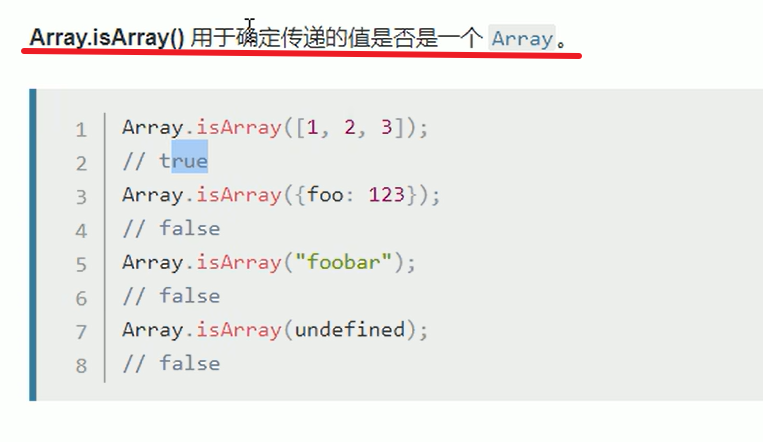 Array.isArray() 用于确定传递的值是否是一个 Array。
1 Array.isArray([1, 2, 3]);
2 // true
3 Array.isArray({foo: 123});
4 // false
5 Array.isArray("foobar");
6 // false
7 Array.isArray(undefined);
8 // false